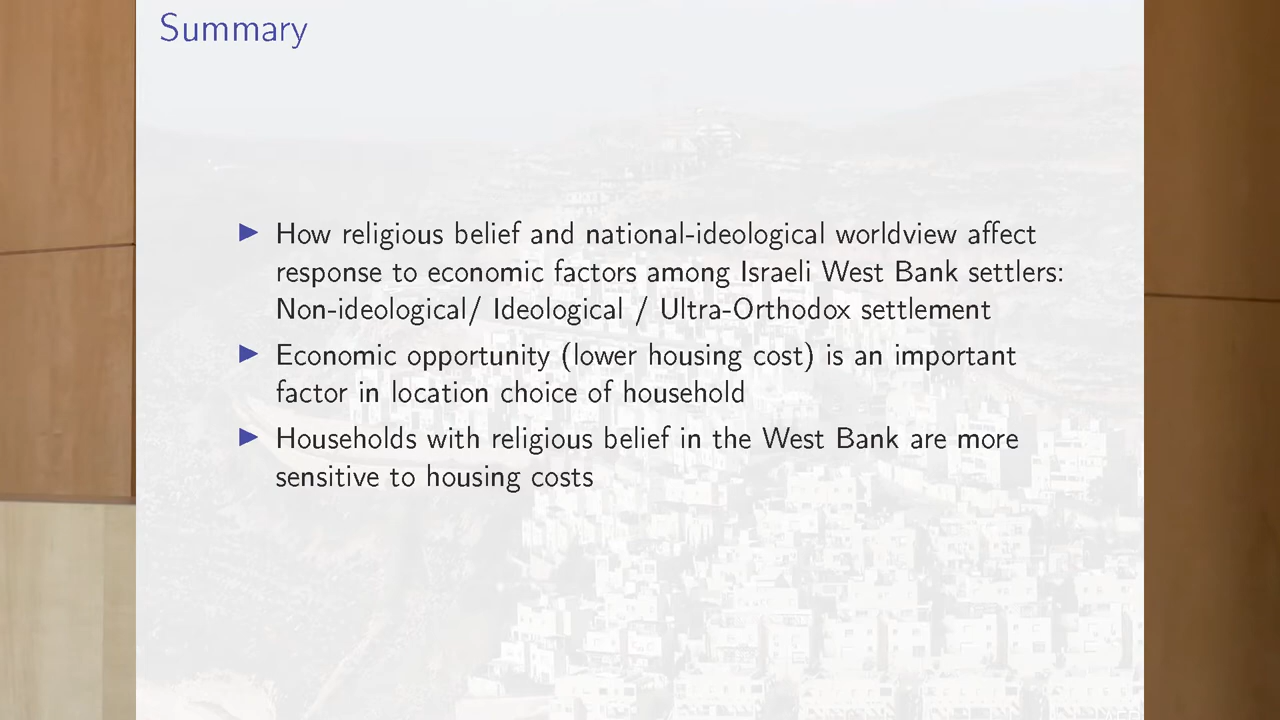 Summary
How religious belief and national-ideological worldview affect
response to economic factors among Israeli West Bank settlers:
Non-ideological/ Ideological / Ultra-Orthodox settlement
Economic opportunity (lower housing cost) is an important
factor in location choice of household
Households with religious belief in the West Bank are more
sensitive to housing costs